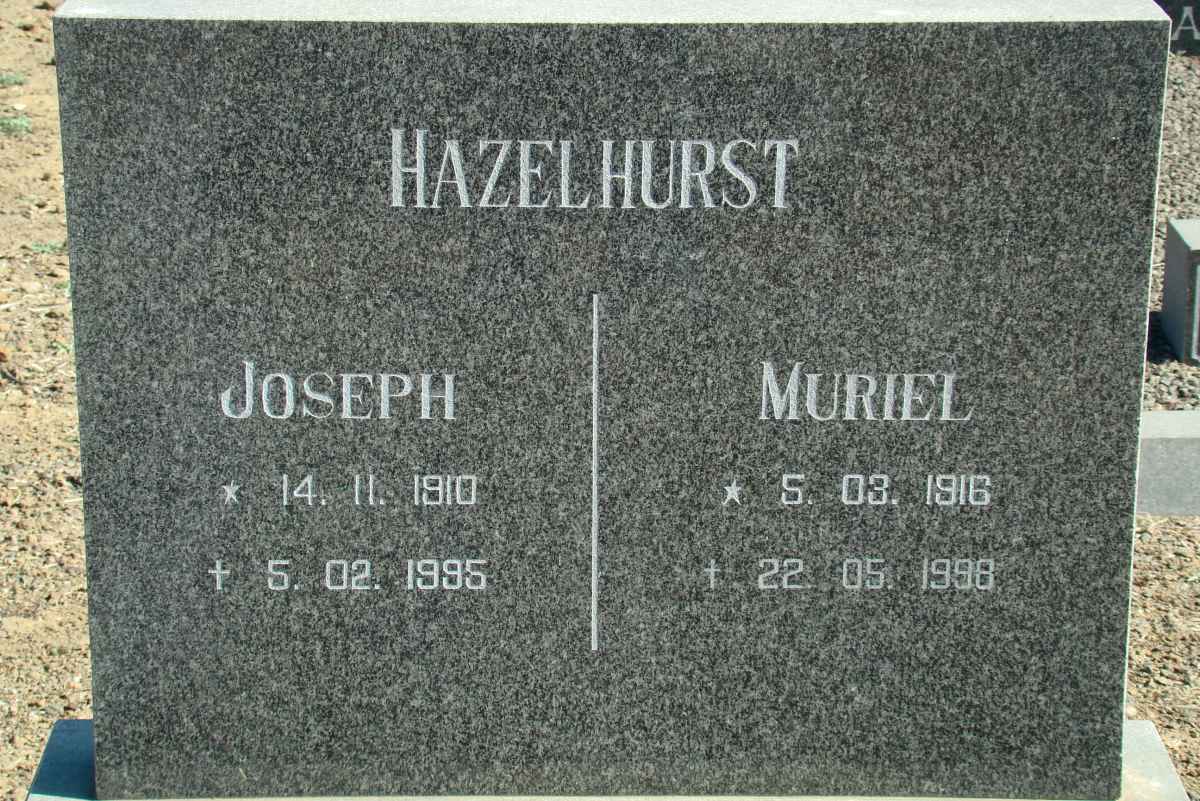 HAZELHURST
JOSEPH
★ 14. 11. 1910
† 5. 02. 1995
MURIEL
★ 5. 03. 1916
† 22. 05. 1998